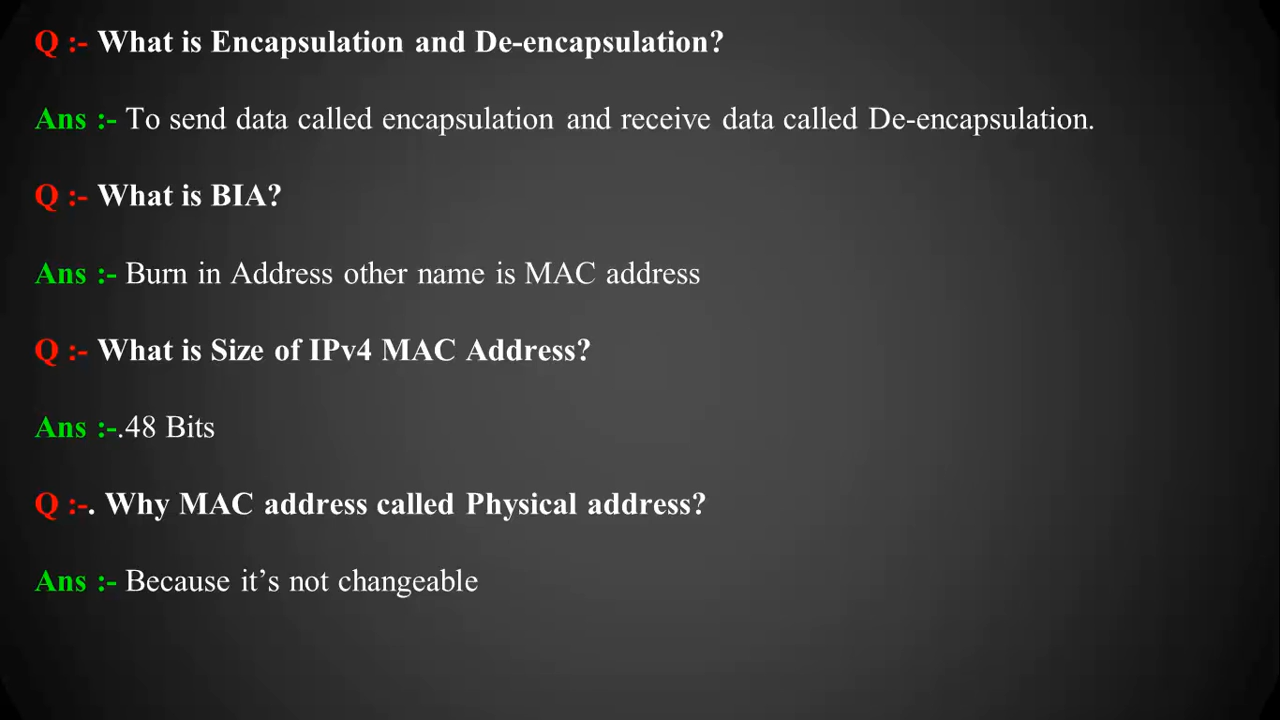 Q :- What is Encapsulation and De-encapsulation?
Ans :- To send data called encapsulation and receive data called De-encapsulation.
Q :- What is BIA?
Ans :- Burn in Address other name is MAC address
Q :- What is Size of IPv4 MAC Address?
Ans :-.48 Bits
Q :-. Why MAC address called Physical address?
Ans :- Because it’s not changeable